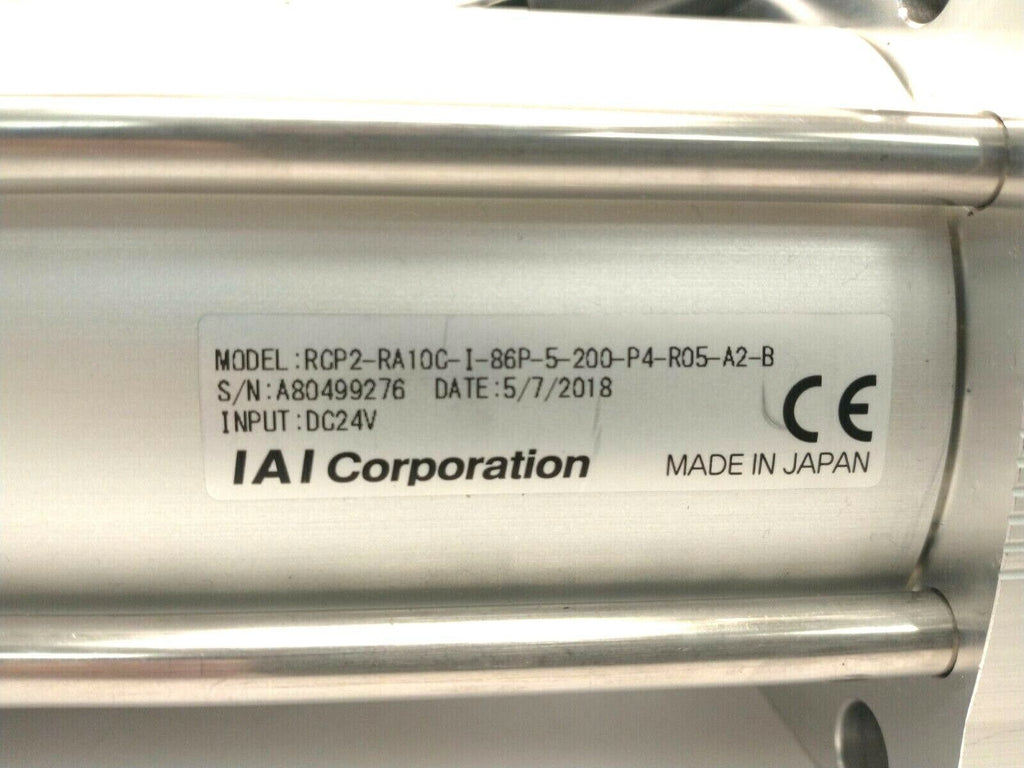 MODEL:RCP2-RA10C-I-86P-5-200-P4-R05-A2-B
S/N:A80499276 DATE:5/7/2018
INPUT:DC24V
CE
IAI Corporation MADE IN JAPAN